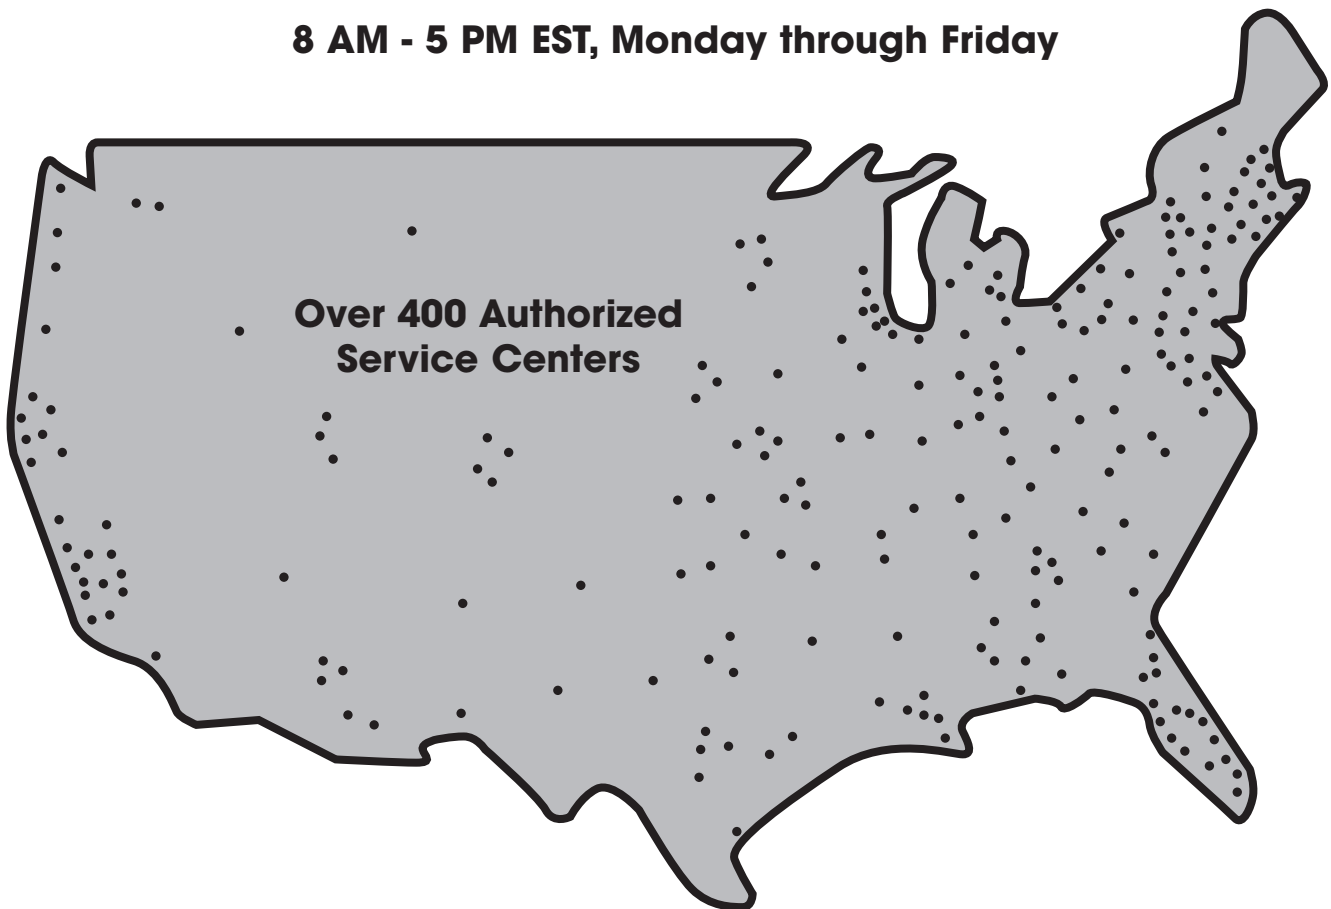 8 AM - 5 PM EST, Monday through Friday
Over 400 Authorized
Service Centers